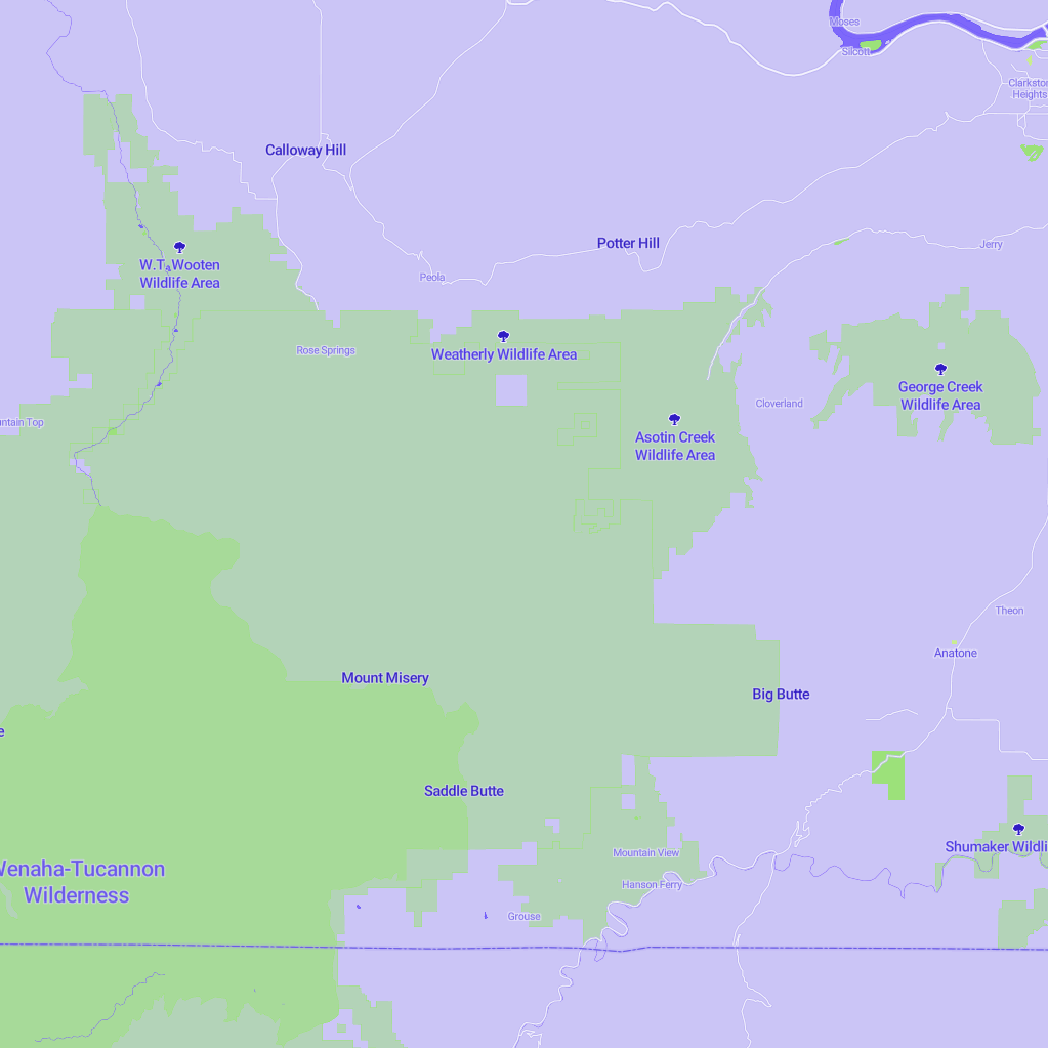 Moses
Silcott
Heights
Calloway Hill
Potter Hill
Jerry
W.T. Wooten
Wildlife Area
Peola
Rose Springs
Weatherly Wildlife Area
George Creek
Wildlife Area
Cloverland
ntain Top
Asotin Creek
Wildlife Area
Theon
Anatone
Mount Misery
Big Butte
e
Saddle Butte
Shumaker Wildli
Mountain View
Wenaha-Tucannon
Wilderness
Hanson Ferry
Grouse